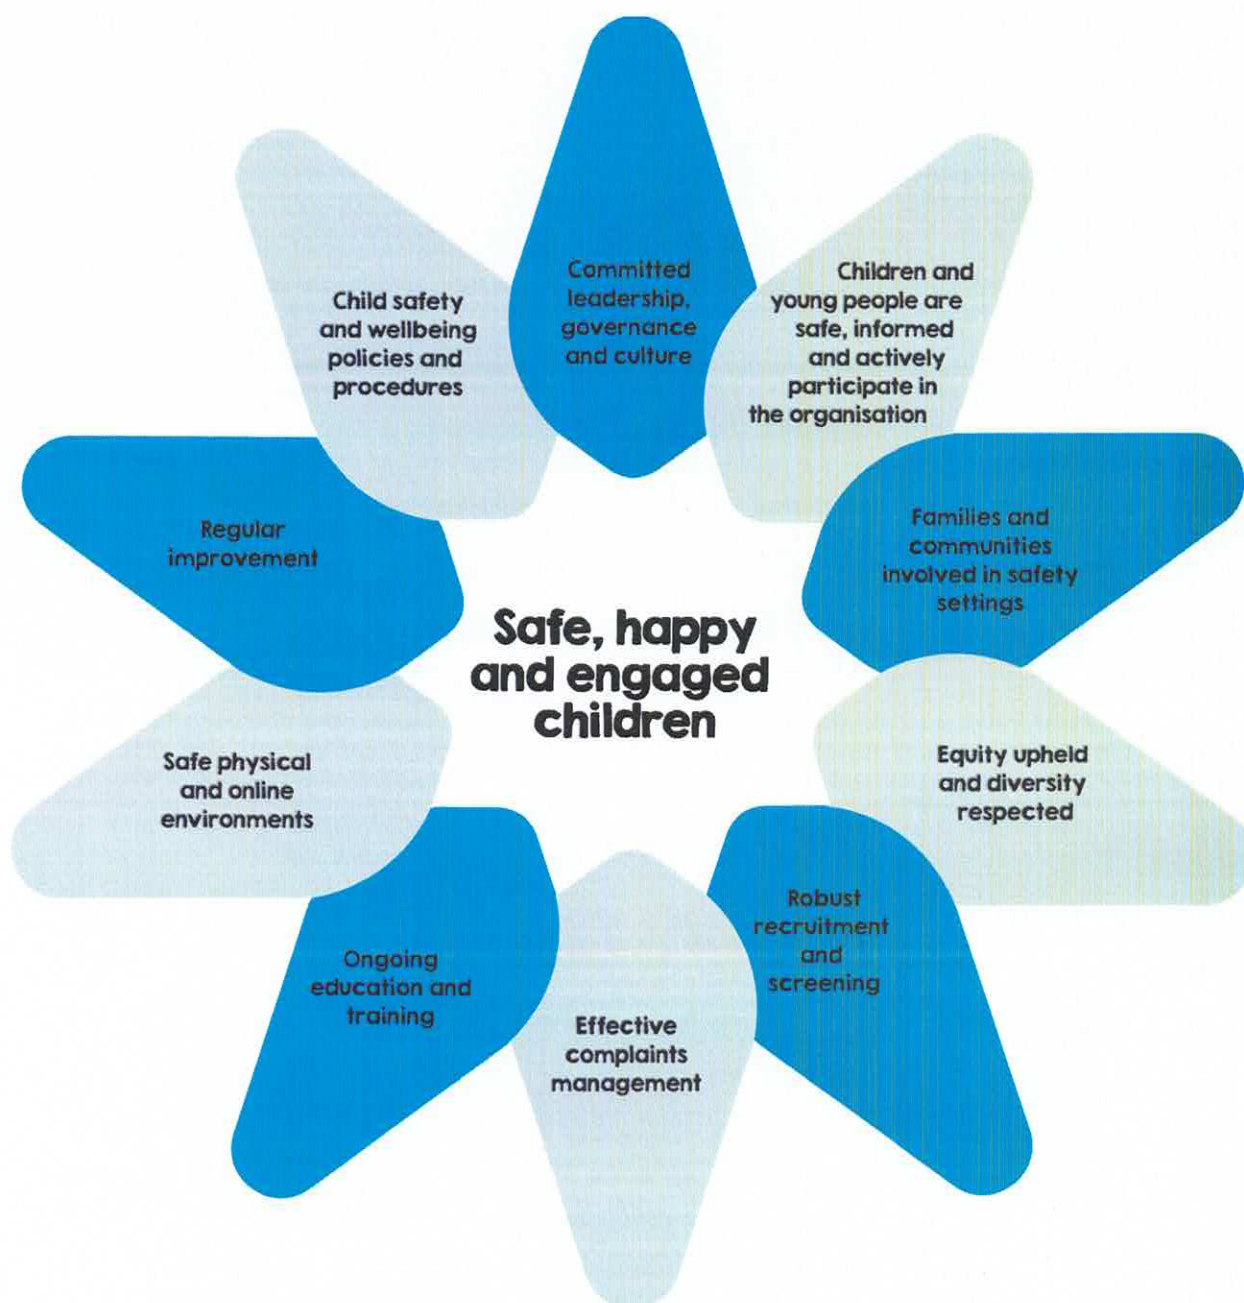 Committed
leadership,
governance
and culture
Children and
young people are
safe, informed
and actively
participate in
the organisation
Families and
communities
involved in safety
settings
Equity upheld
and diversity
respected
Robust
recruitment
and
screening
Effective
complaints
management
Ongoing
education and
training
Safe physical
and online
environments
Regular
improvement
Child safety
and wellbeing
policies and
procedures
Safe, happy
and engaged
children